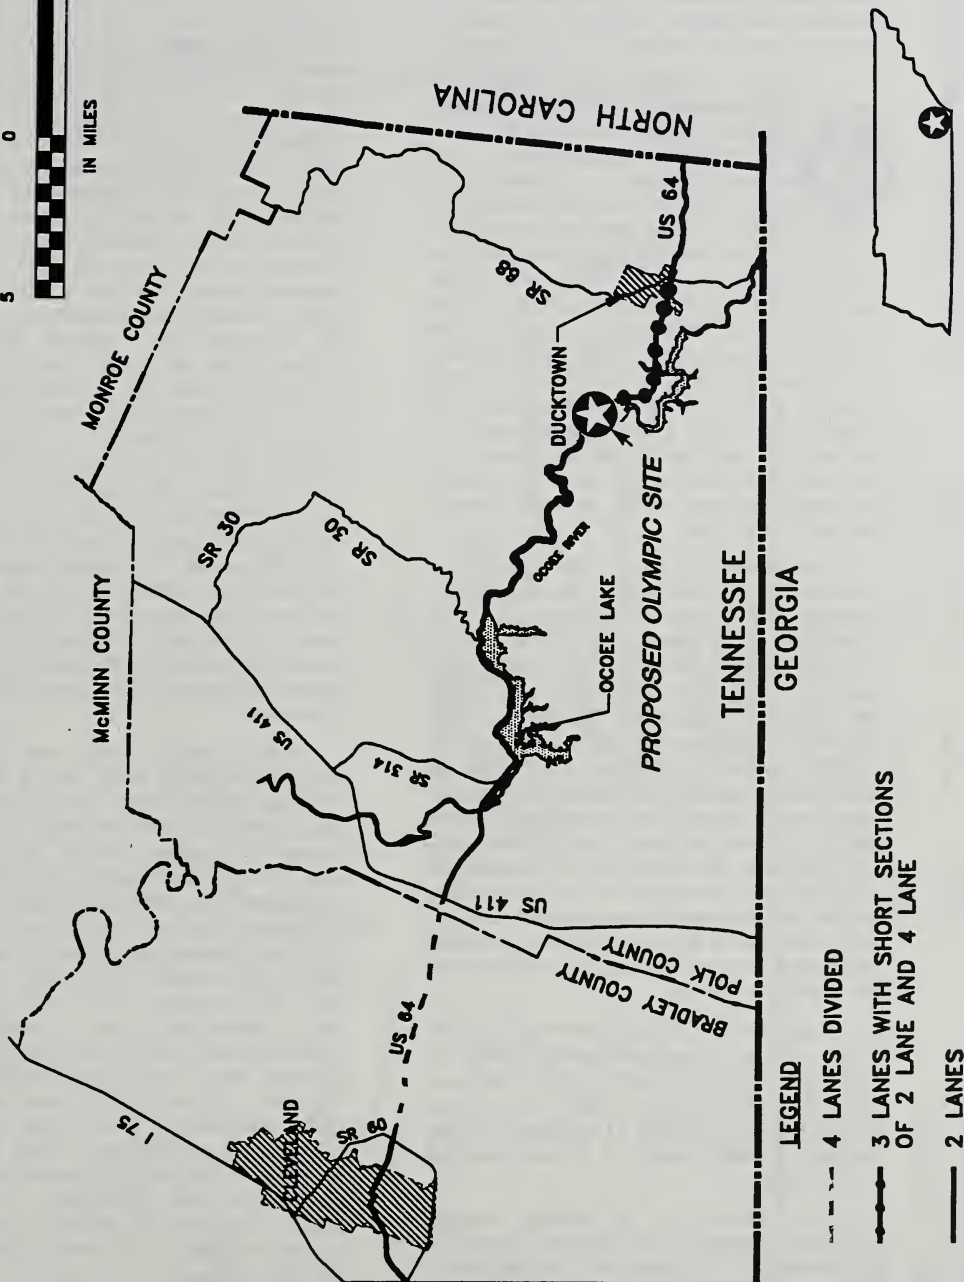 5
0
IN MILES
NORTH CAROLINA
MONROE COUNTY
McMINN COUNTY
SR 68
US 64
DUCKTOWN
SR 30
SR 30
OCOEE RIVER
PROPOSED OLYMPIC SITE
OCOEE LAKE
US 411
SR 314
TENNESSEE
GEORGIA
US 411
POLK COUNTY
BRADLEY COUNTY
US 64
I 75
CLEVELAND
SR 60
LEGEND
4 LANES DIVIDED
3 LANES WITH SHORT SECTIONS
OF 2 LANE AND 4 LANE
2 LANES